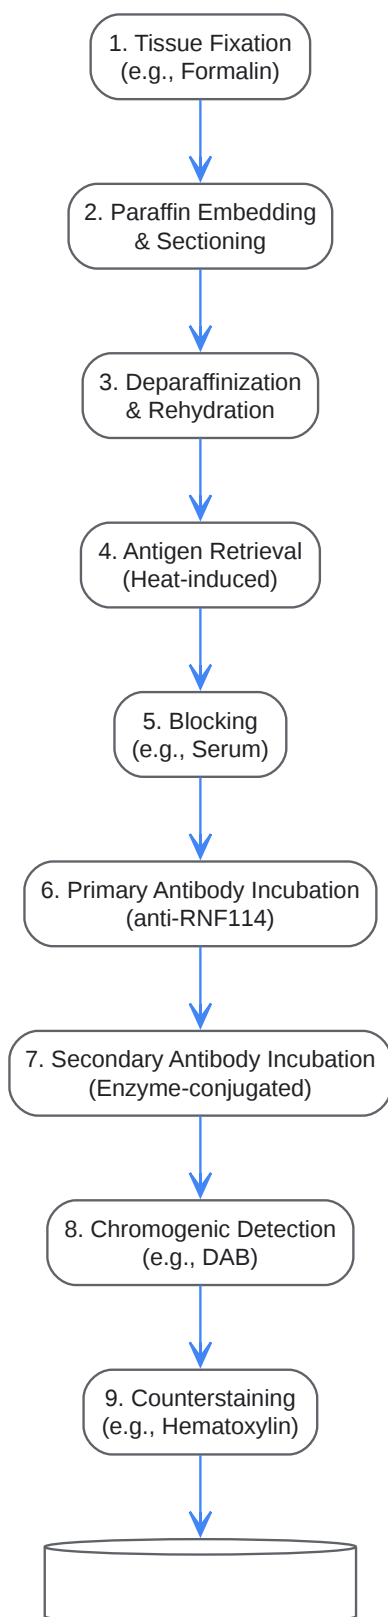 1. Tissue Fixation
(e.g., Formalin)
2. Paraffin Embedding
& Sectioning
3. Deparaffinization
& Rehydration
4. Antigen Retrieval
(Heat-induced)
5. Blocking
(e.g., Serum)
6. Primary Antibody Incubation
(anti-RNF114)
7. Secondary Antibody Incubation
(Enzyme-conjugated)
8. Chromogenic Detection
(e.g., DAB)
9. Counterstaining
(e.g., Hematoxylin)